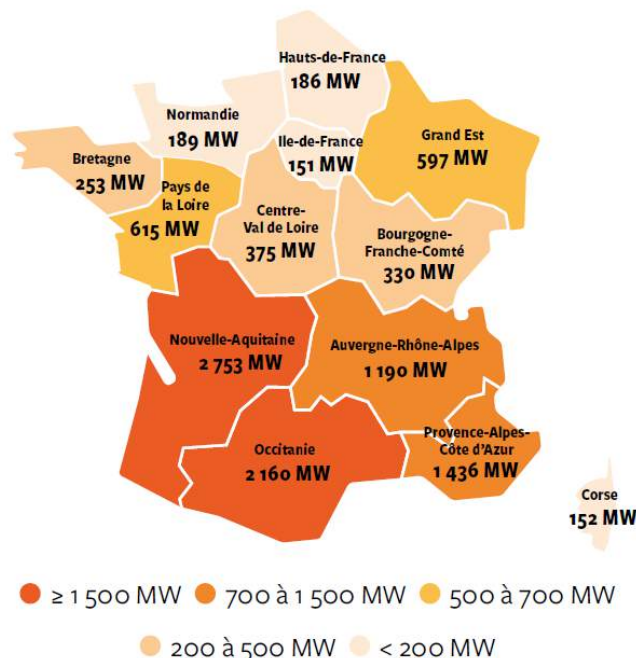 Hauts-de-France
186 MW
Normandie
189 MW
Ile-de-France
151 MW
Grand Est
597 MW
Bretagne
253 MW
Pays de
la Loire
615 MW
Centre-
Val de Loire
375 MW
Bourgogne-
Franche-Comté
330 MW
Nouvelle-Aquitaine
2 753 MW
Auvergne-Rhône-Alpes
1 190 MW
Occitanie
2 160 MW
Provence-Alpes-
Côte d'Azur
1 436 MW
Corse
152 MW
≥ 1 500 MW 700 à 1 500 MW 500 à 700 MW
200 à 500 MW < 200 MW